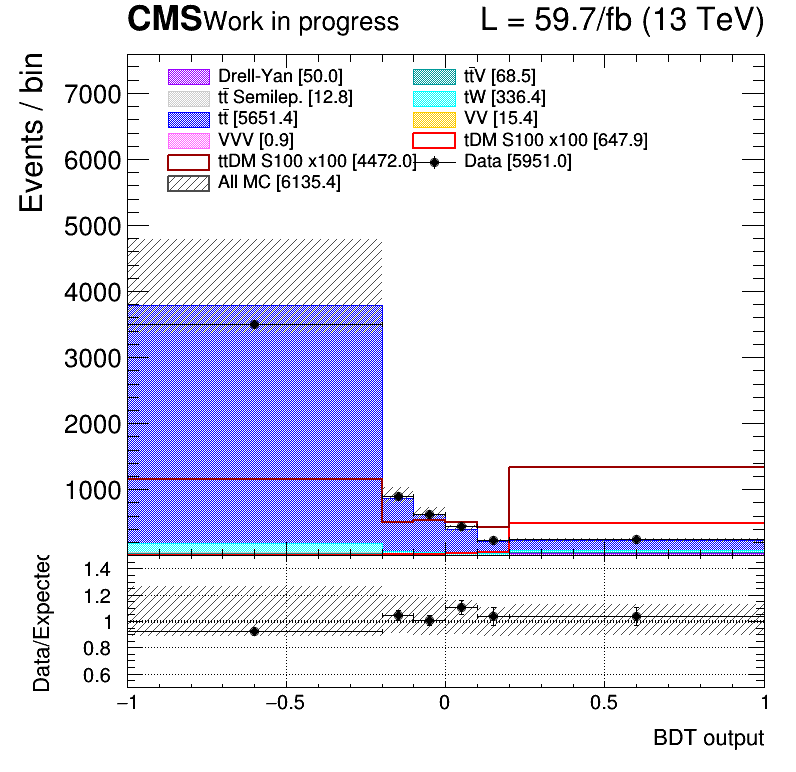 CMS Work in progress L = 59.7/fb (13 TeV)
Events / bin
Drell-Yan [50.0]
tt̄V [68.5]
tt̄ Semilep. [12.8]
tW [336.4]
tt̄ [5651.4]
VV [15.4]
VVV [0.9]
tDM S100 x100 [647.9]
ttDM S100 x100 [4472.0]
Data [5951.0]
All MC [6135.4]
7000
6000
5000
4000
3000
2000
1000
Data/Expected
1.4
1.2
1
0.8
0.6
−1 −0.5 0 0.5 1
BDT output